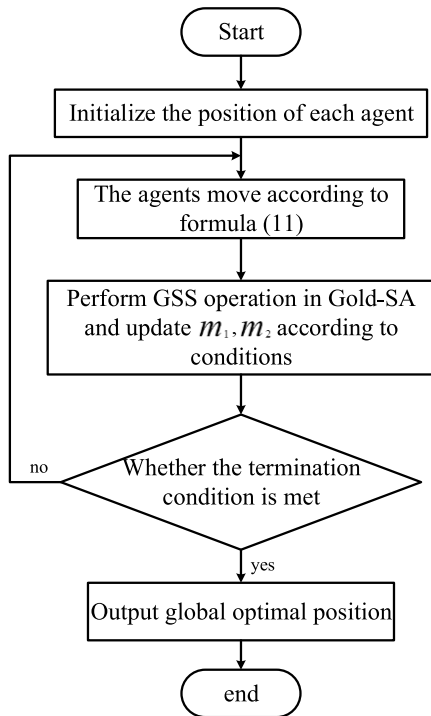 Start
Initialize the position of each agent
The agents move according to
formula (11)
Perform GSS operation in Gold-SA
and update m₁,m₂ according to
conditions
no
Whether the termination
condition is met
yes
Output global optimal position
end